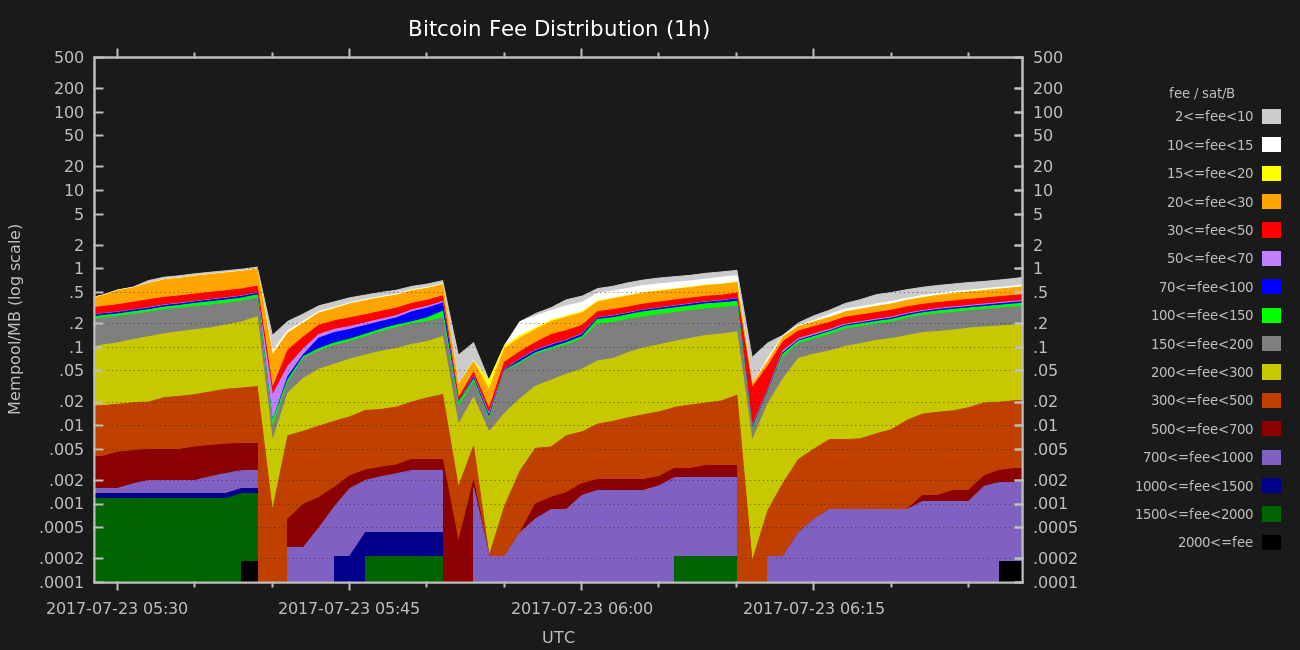 Bitcoin Fee Distribution (1h)
Mempool/MB (log scale)
500
200
100
50
20
10
5
2
1
.5
.2
.1
.05
.02
.01
.005
.002
.001
.0005
.0002
.0001
500
200
100
50
20
10
5
2
1
.5
.2
.1
.05
.02
.01
.005
.002
.001
.0005
.0002
.0001
2017-07-23 05:30
2017-07-23 05:45
2017-07-23 06:00
2017-07-23 06:15
UTC
fee / sat/B
2<=fee<10
10<=fee<15
15<=fee<20
20<=fee<30
30<=fee<50
50<=fee<70
70<=fee<100
100<=fee<150
150<=fee<200
200<=fee<300
300<=fee<500
500<=fee<700
700<=fee<1000
1000<=fee<1500
1500<=fee<2000
2000<=fee